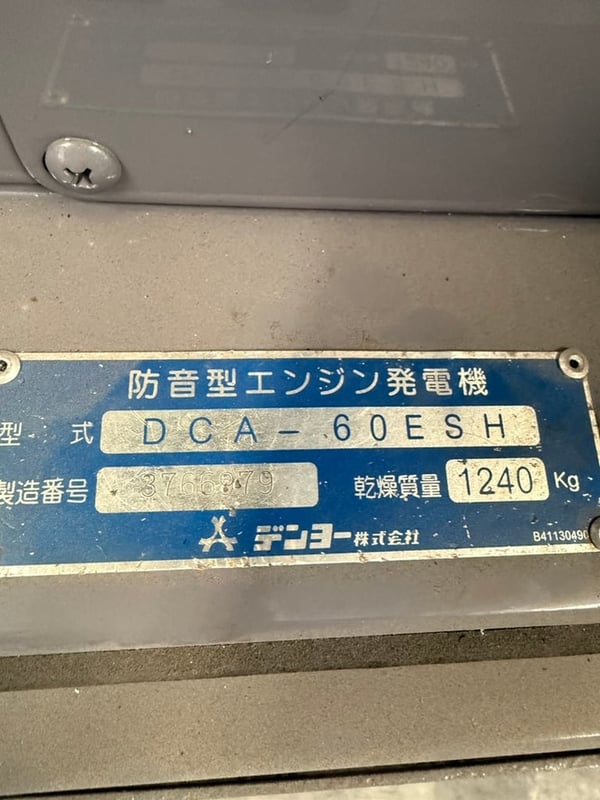 防音型エンジン発電機
型 式 DCA-60ESH
製造番号 乾燥質量 1240 Kg
デンヨー株式会社 B4113049